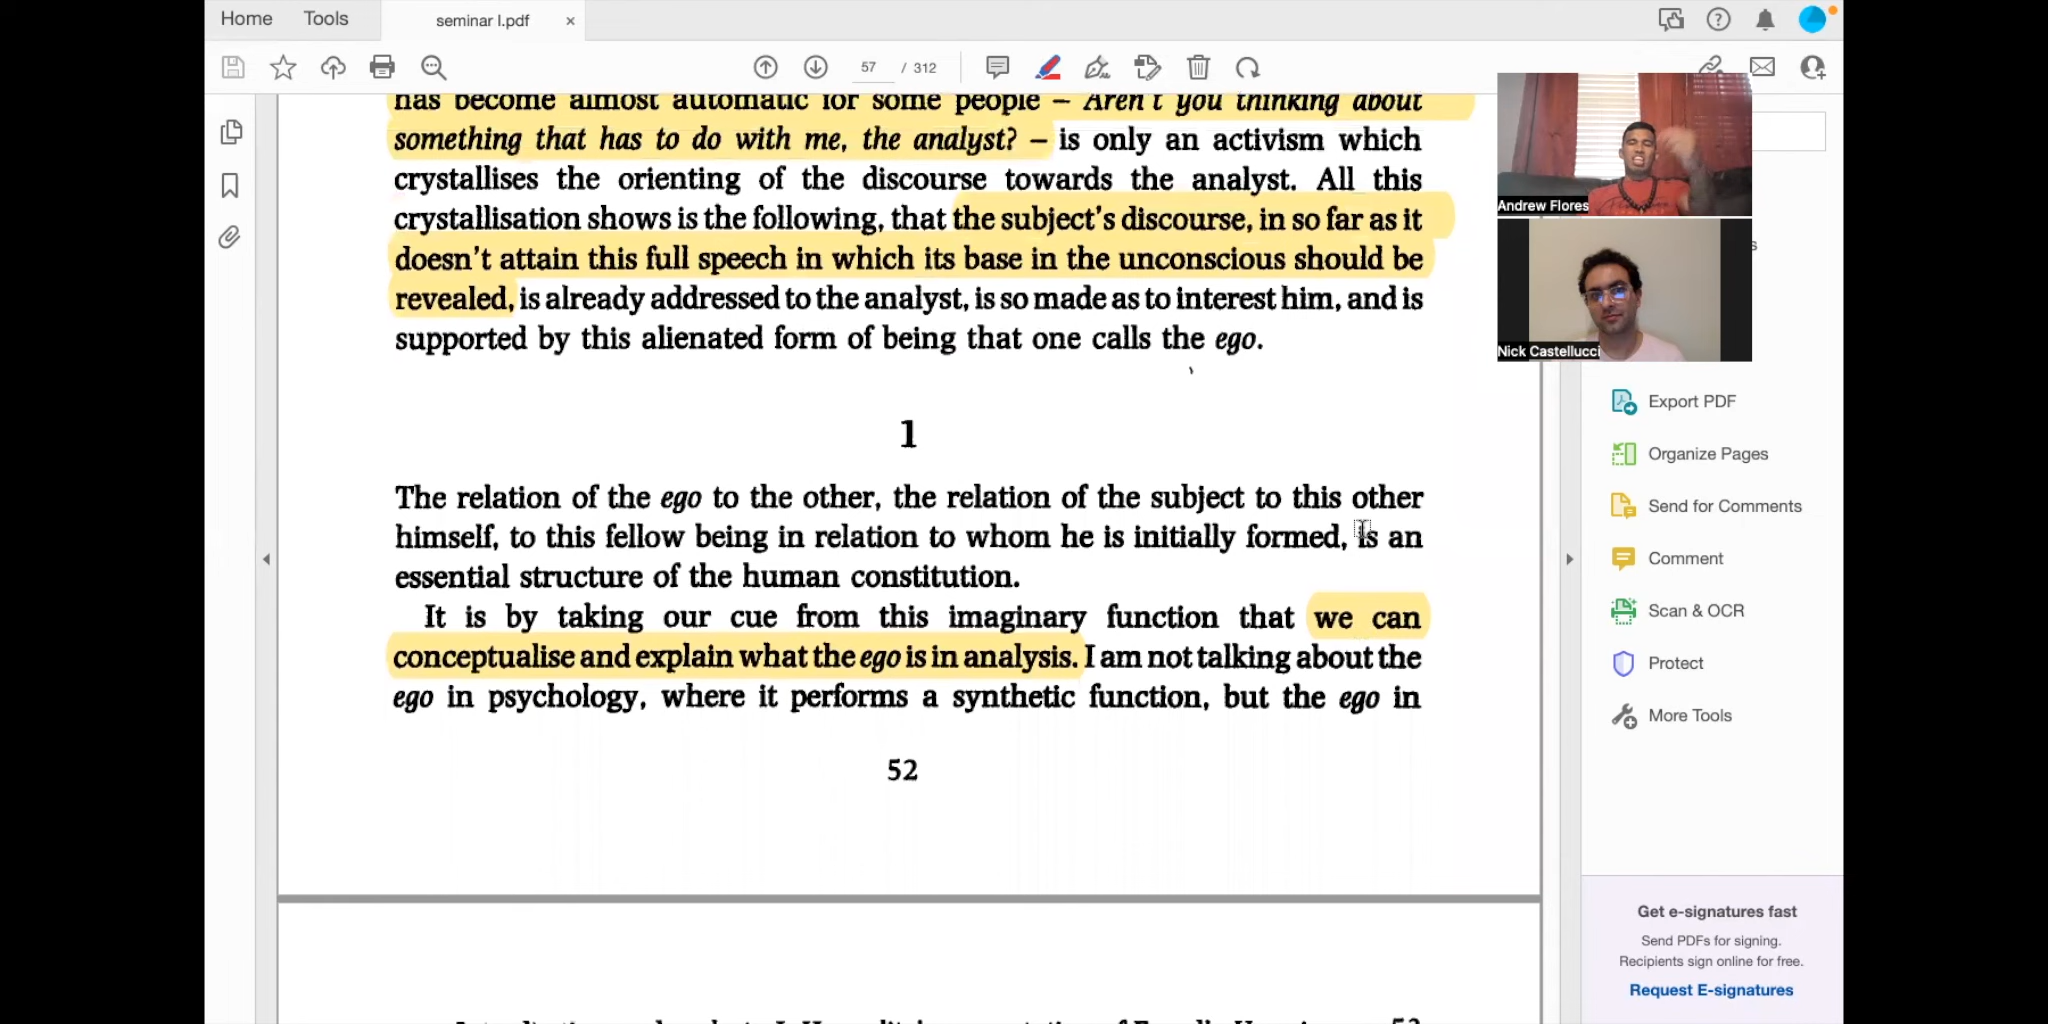 Home
Tools
seminar I.pdf
57 / 312
has become almost automatic for some people – Aren't you thinking about
something that has to do with me, the analyst? – is only an activism which
crystallises the orienting of the discourse towards the analyst. All this
crystallisation shows is the following, that the subject's discourse, in so far as it
doesn't attain this full speech in which its base in the unconscious should be
revealed, is already addressed to the analyst, is so made as to interest him, and is
supported by this alienated form of being that one calls the ego.
1
The relation of the ego to the other, the relation of the subject to this other
himself, to this fellow being in relation to whom he is initially formed, is an
essential structure of the human constitution.
It is by taking our cue from this imaginary function that we can
conceptualise and explain what the ego is in analysis. I am not talking about the
ego in psychology, where it performs a synthetic function, but the ego in
52
53
Andrew Flores
Nick Castellucci
Export PDF
Organize Pages
Send for Comments
Comment
Scan & OCR
Protect
More Tools
Get e-signatures fast
Send PDFs for signing.
Recipients sign online for free.
Request E-signatures